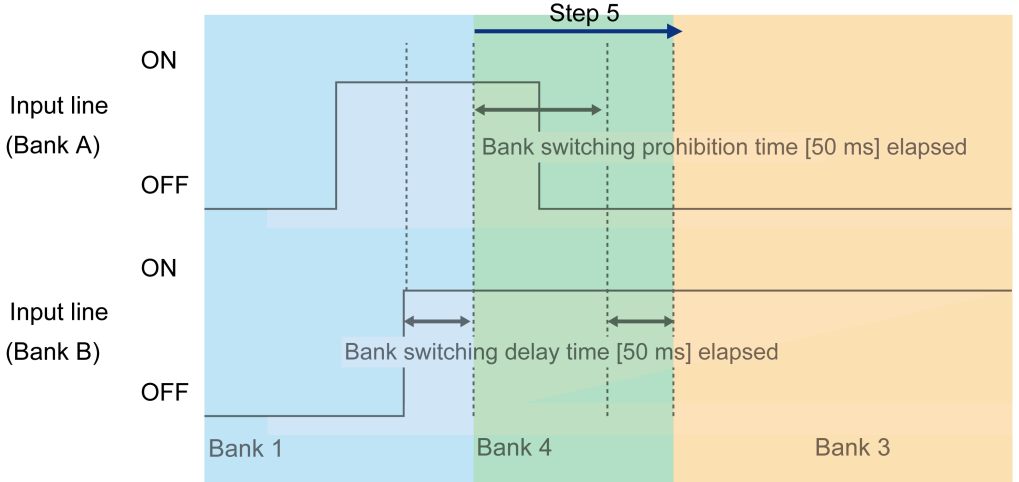 Step 5
ON
Input line
(Bank A)
Bank switching prohibition time [50 ms] elapsed
OFF
ON
Input line
(Bank B)
Bank switching delay time [50 ms] elapsed
OFF
Bank 1
Bank 4
Bank 3